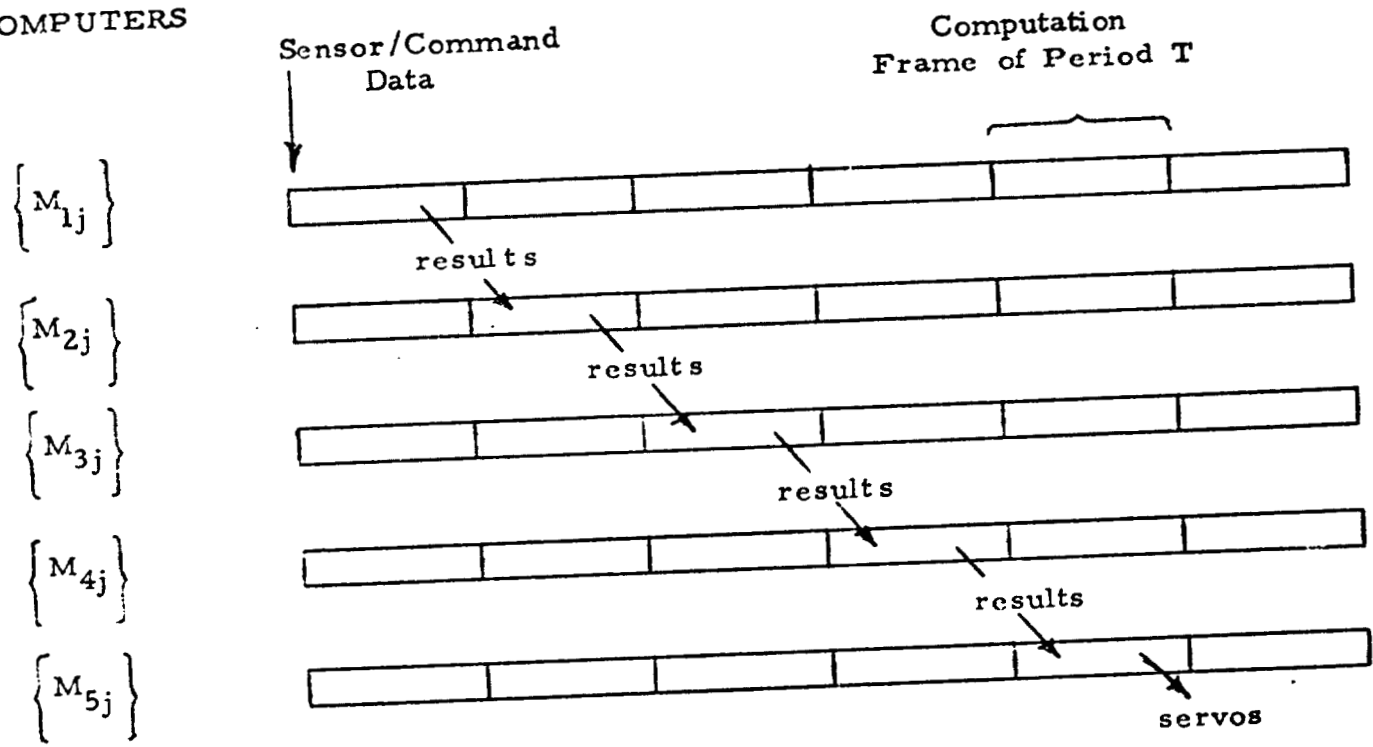 OMPUTERS
Sensor/Command
Data
Computation
Frame of Period T
{M1j}
results
{M2j}
results
{M3j}
results
{M4j}
results
{M5j}
servos